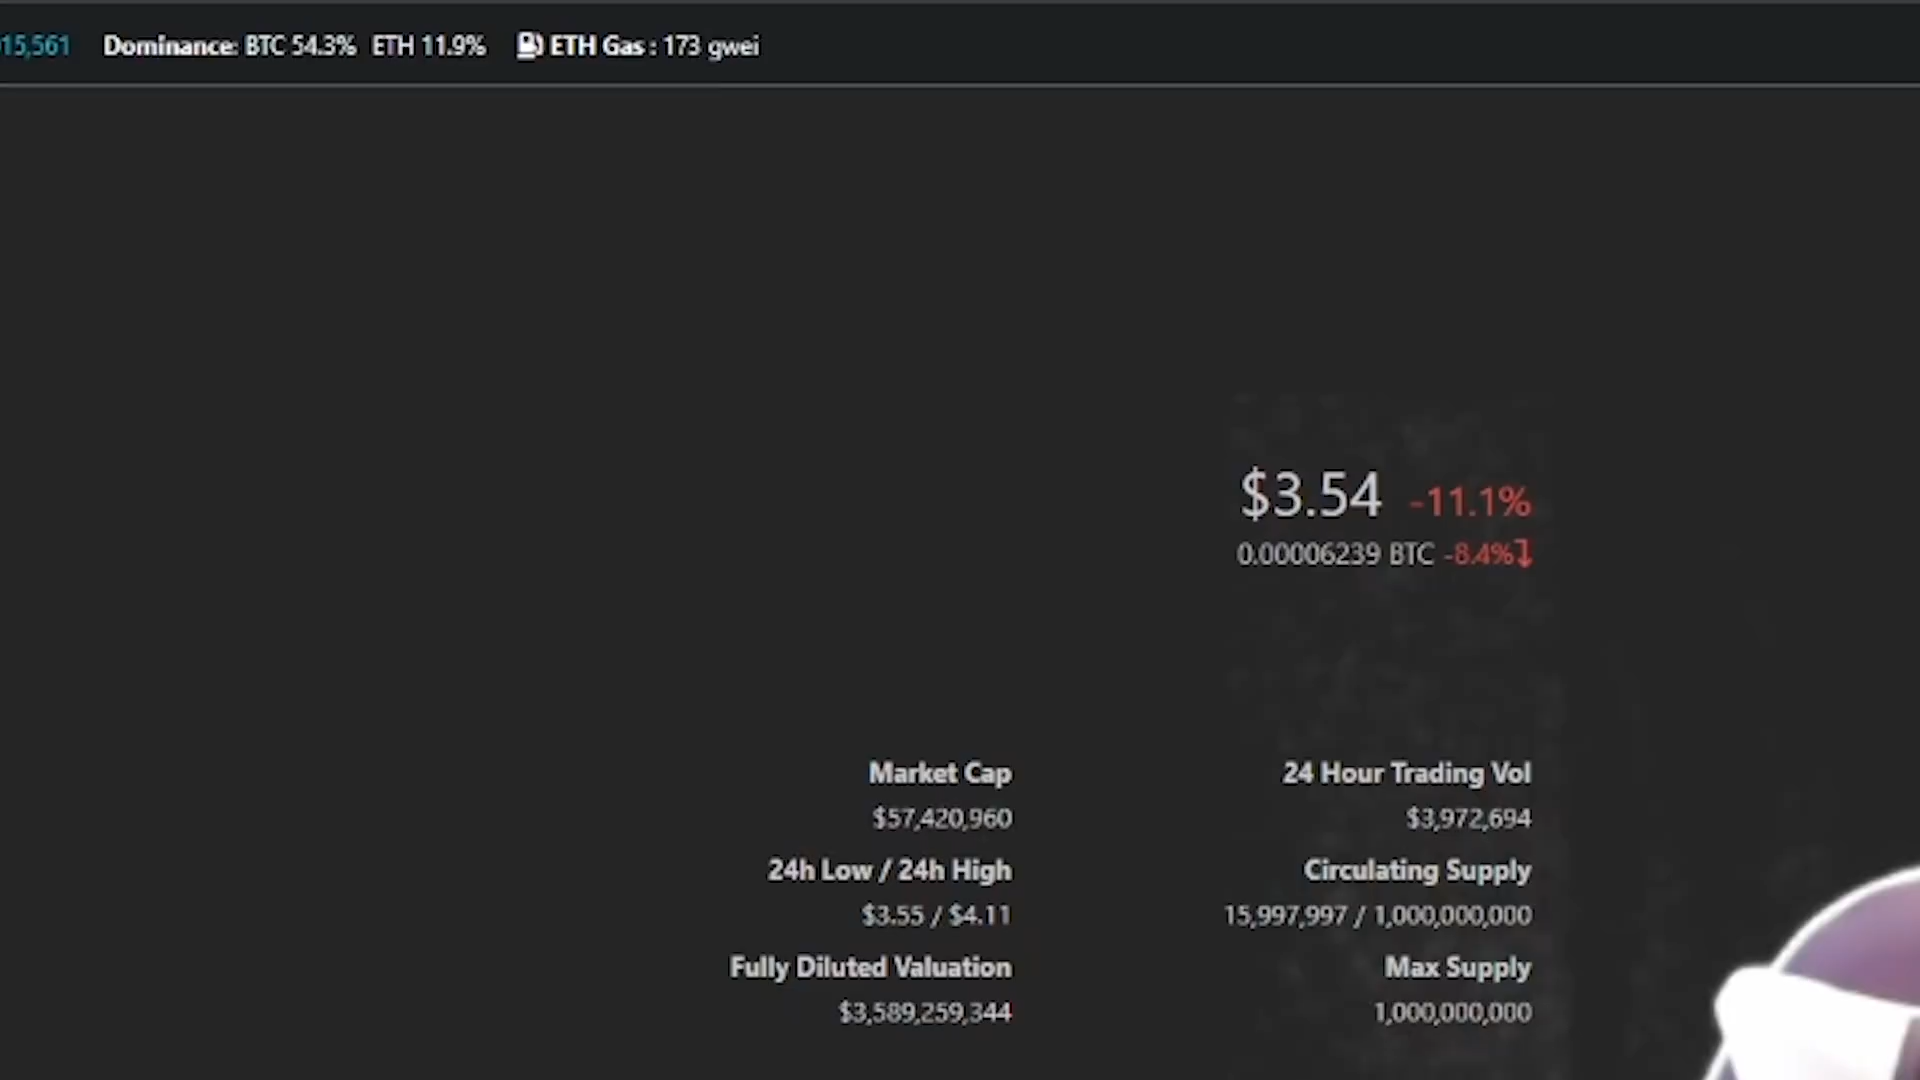 15,561 Dominance: BTC 54.3% ETH 11.9% ETH Gas : 173 gwei
$3.54 -11.1%
0.00006239 BTC -8.4%
Market Cap 24 Hour Trading Vol
$57,420,960 $3,972,694
24h Low / 24h High Circulating Supply
$3.55 / $4.11 15,997,997 / 1,000,000,000
Fully Diluted Valuation Max Supply
$3,589,259,344 1,000,000,000